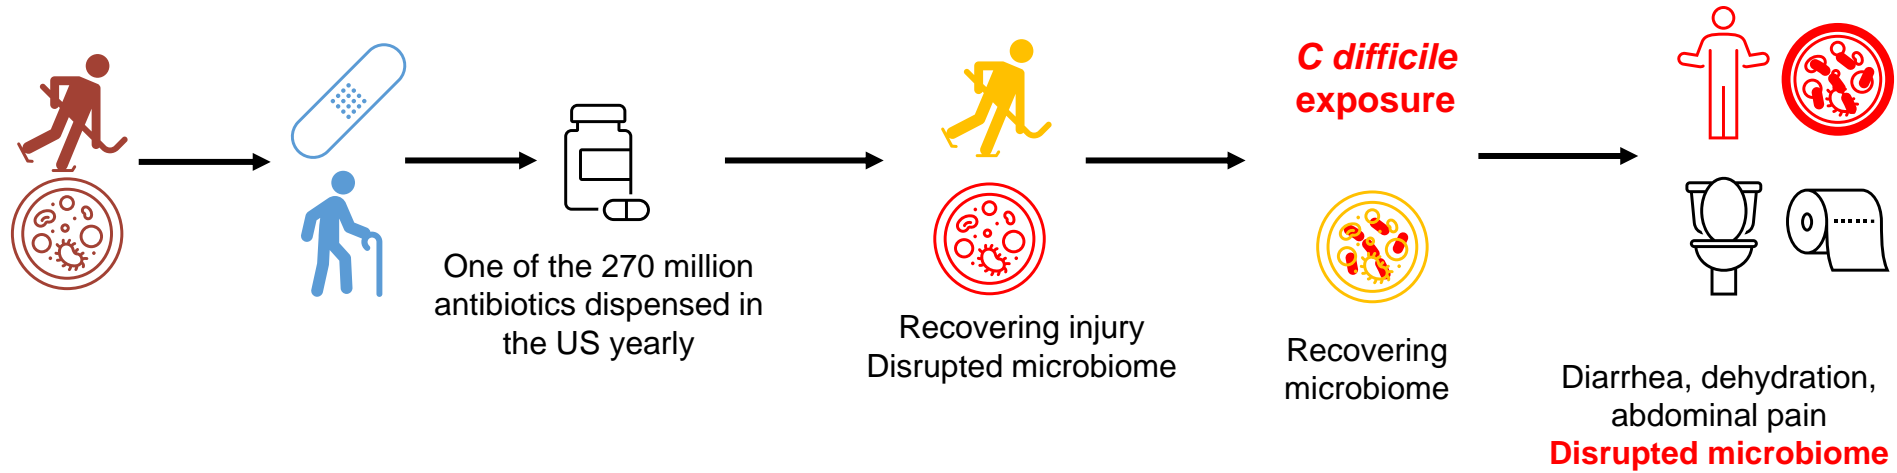 One of the 270 million
antibiotics dispensed in
the US yearly
Recovering injury
Disrupted microbiome
C difficile
exposure
Recovering
microbiome
Diarrhea, dehydration,
abdominal pain
Disrupted microbiome